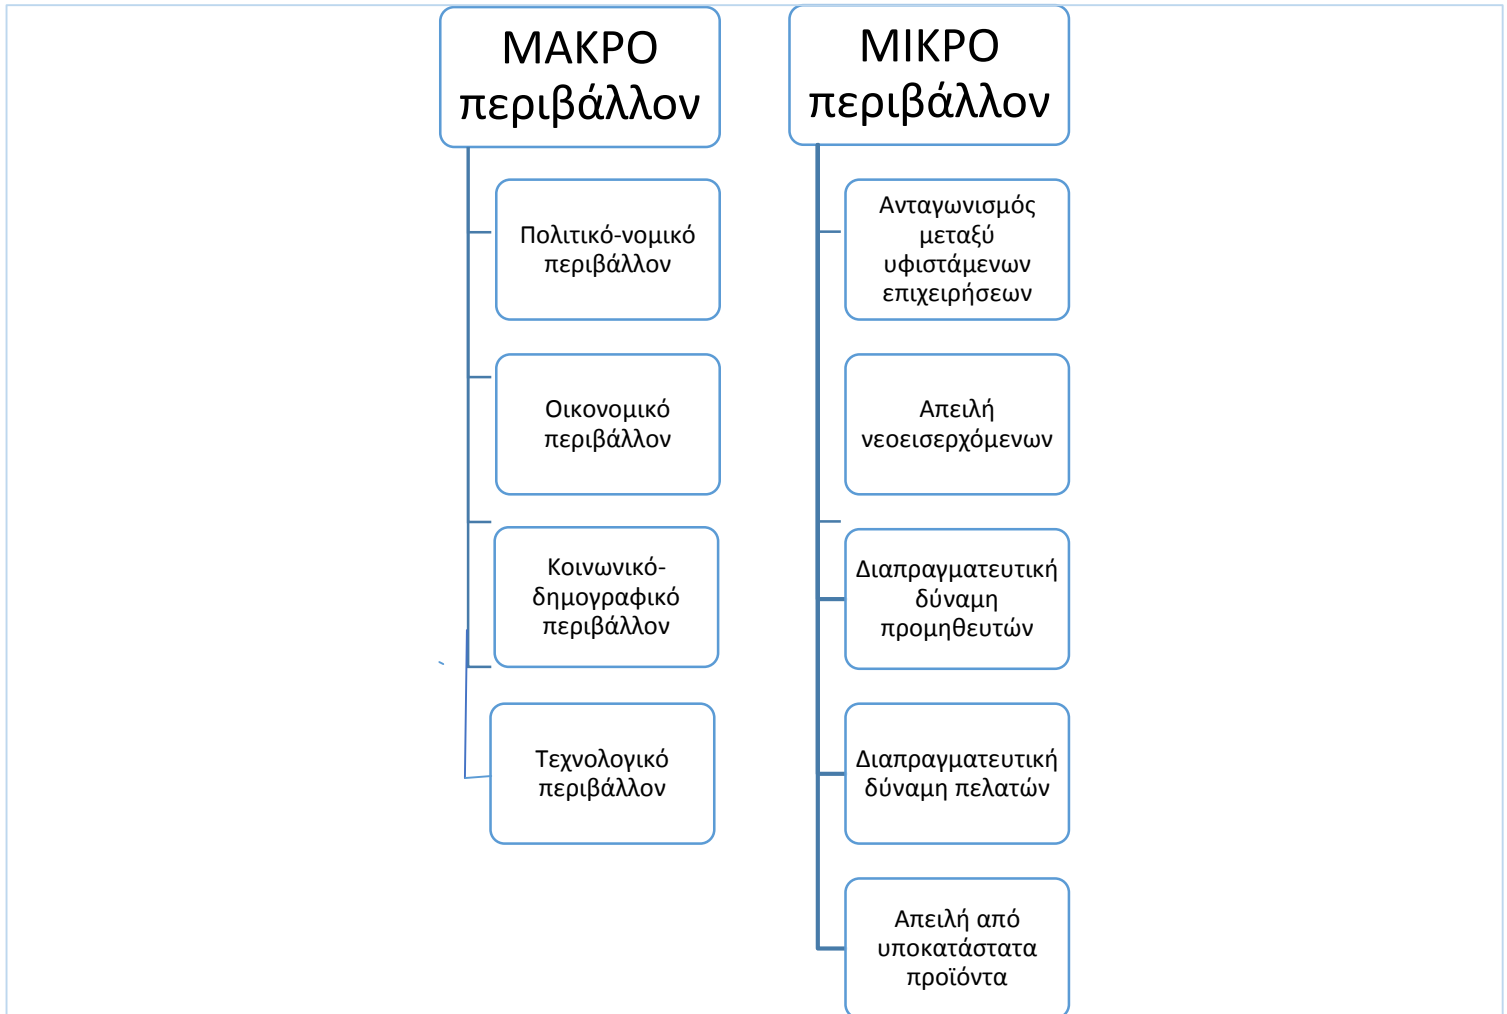 ΜΑΚΡΟ
περιβάλλον
Πολιτικό-νομικό
περιβάλλον
Οικονομικό
περιβάλλον
Κοινωνικό-
δημογραφικό
περιβάλλον
Τεχνολογικό
περιβάλλον
ΜΙΚΡΟ
περιβάλλον
Ανταγωνισμός
μεταξύ
υφιστάμενων
επιχειρήσεων
Απειλή
νεοεισερχόμενων
Διαπραγματευτική
δύναμη
προμηθευτών
Διαπραγματευτική
δύναμη πελατών
Απειλή από
υποκατάστατα
προϊόντα